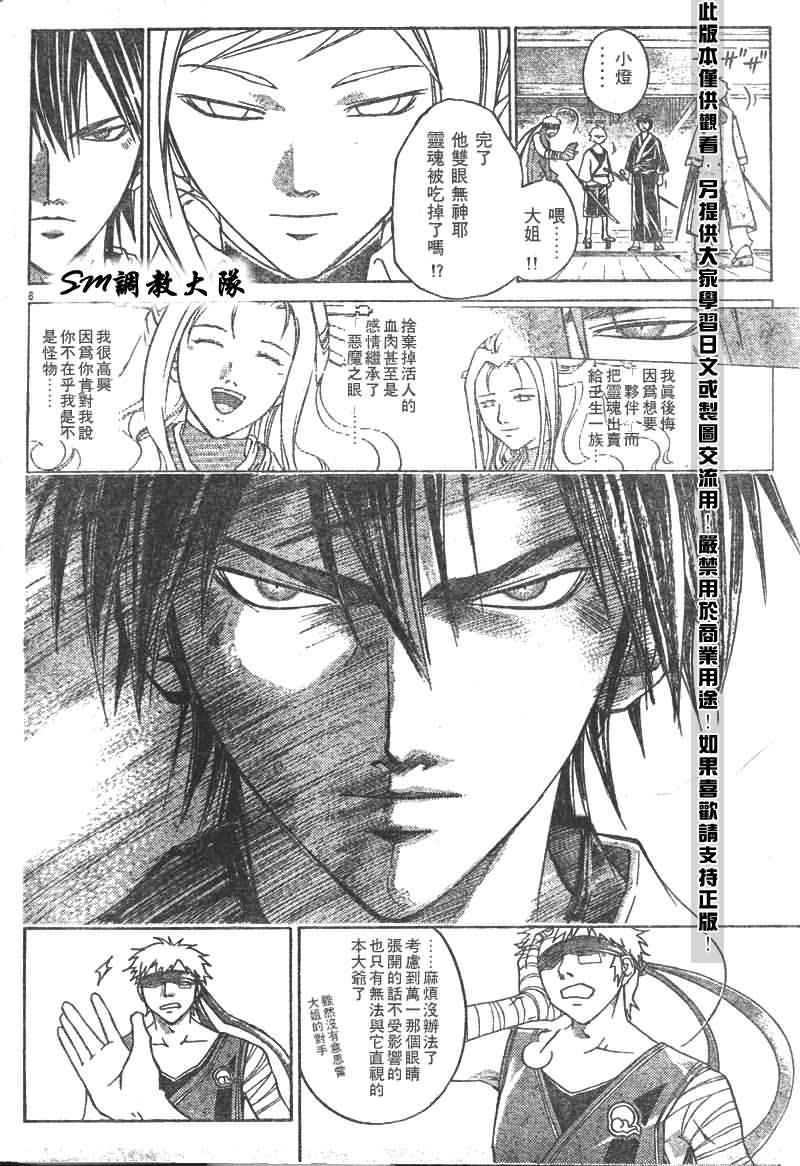 小燈
……
喂…
大姐!!
完了
他雙眼無神耶
靈魂被吃掉了嗎!?
SM調教大隊
6
我真後悔
因為想要
「夥伴」而
把靈魂出賣
給壬生一族…
捨棄掉活人的
血肉甚至是
感情繼承了
「惡魔之眼」
……
我很高興
因為你肯對我說
你不在乎我是不
是怪物…
……麻煩沒辦法了
考慮到萬一那個眼睛
張開的話不受影響的
也只有無法與它直視的
本大爺了
雖然沒有意思當
大姐的對手
此版本僅供觀看，另提供大家學習日文或製圖交流用！嚴禁用於商業用途！如果喜歡請支持正版！